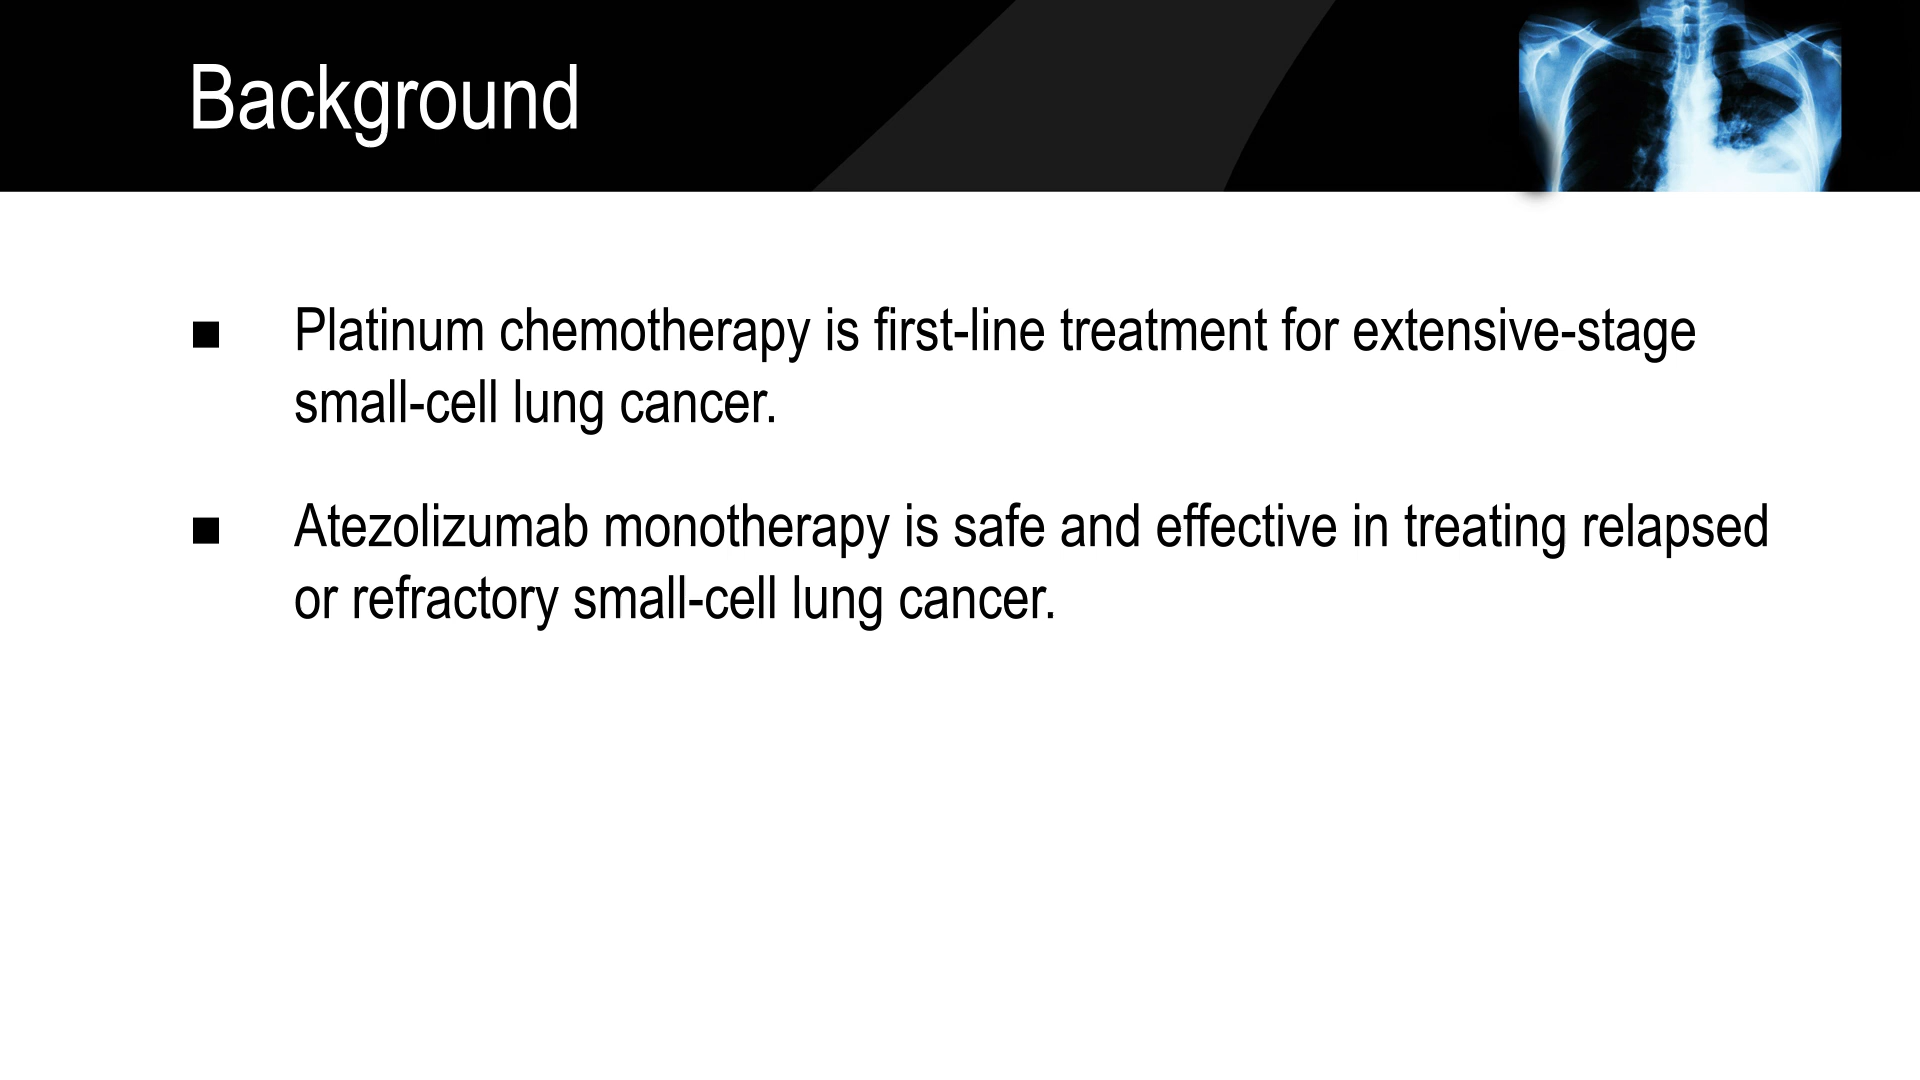 Background
■ Platinum chemotherapy is first-line treatment for extensive-stage
small-cell lung cancer.
■ Atezolizumab monotherapy is safe and effective in treating relapsed
or refractory small-cell lung cancer.